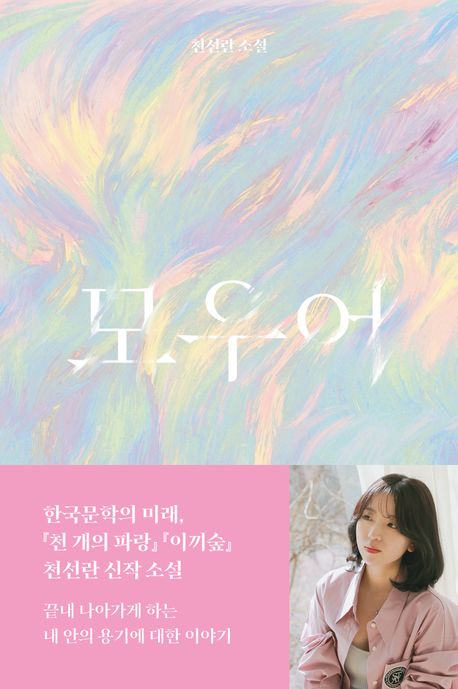 천선란 소설
모우어
한국문학의 미래,
『천 개의 파랑』 『이끼숲』
천선란 신작 소설
끝내 나아가게 하는
내 안의 용기에 대한 이야기